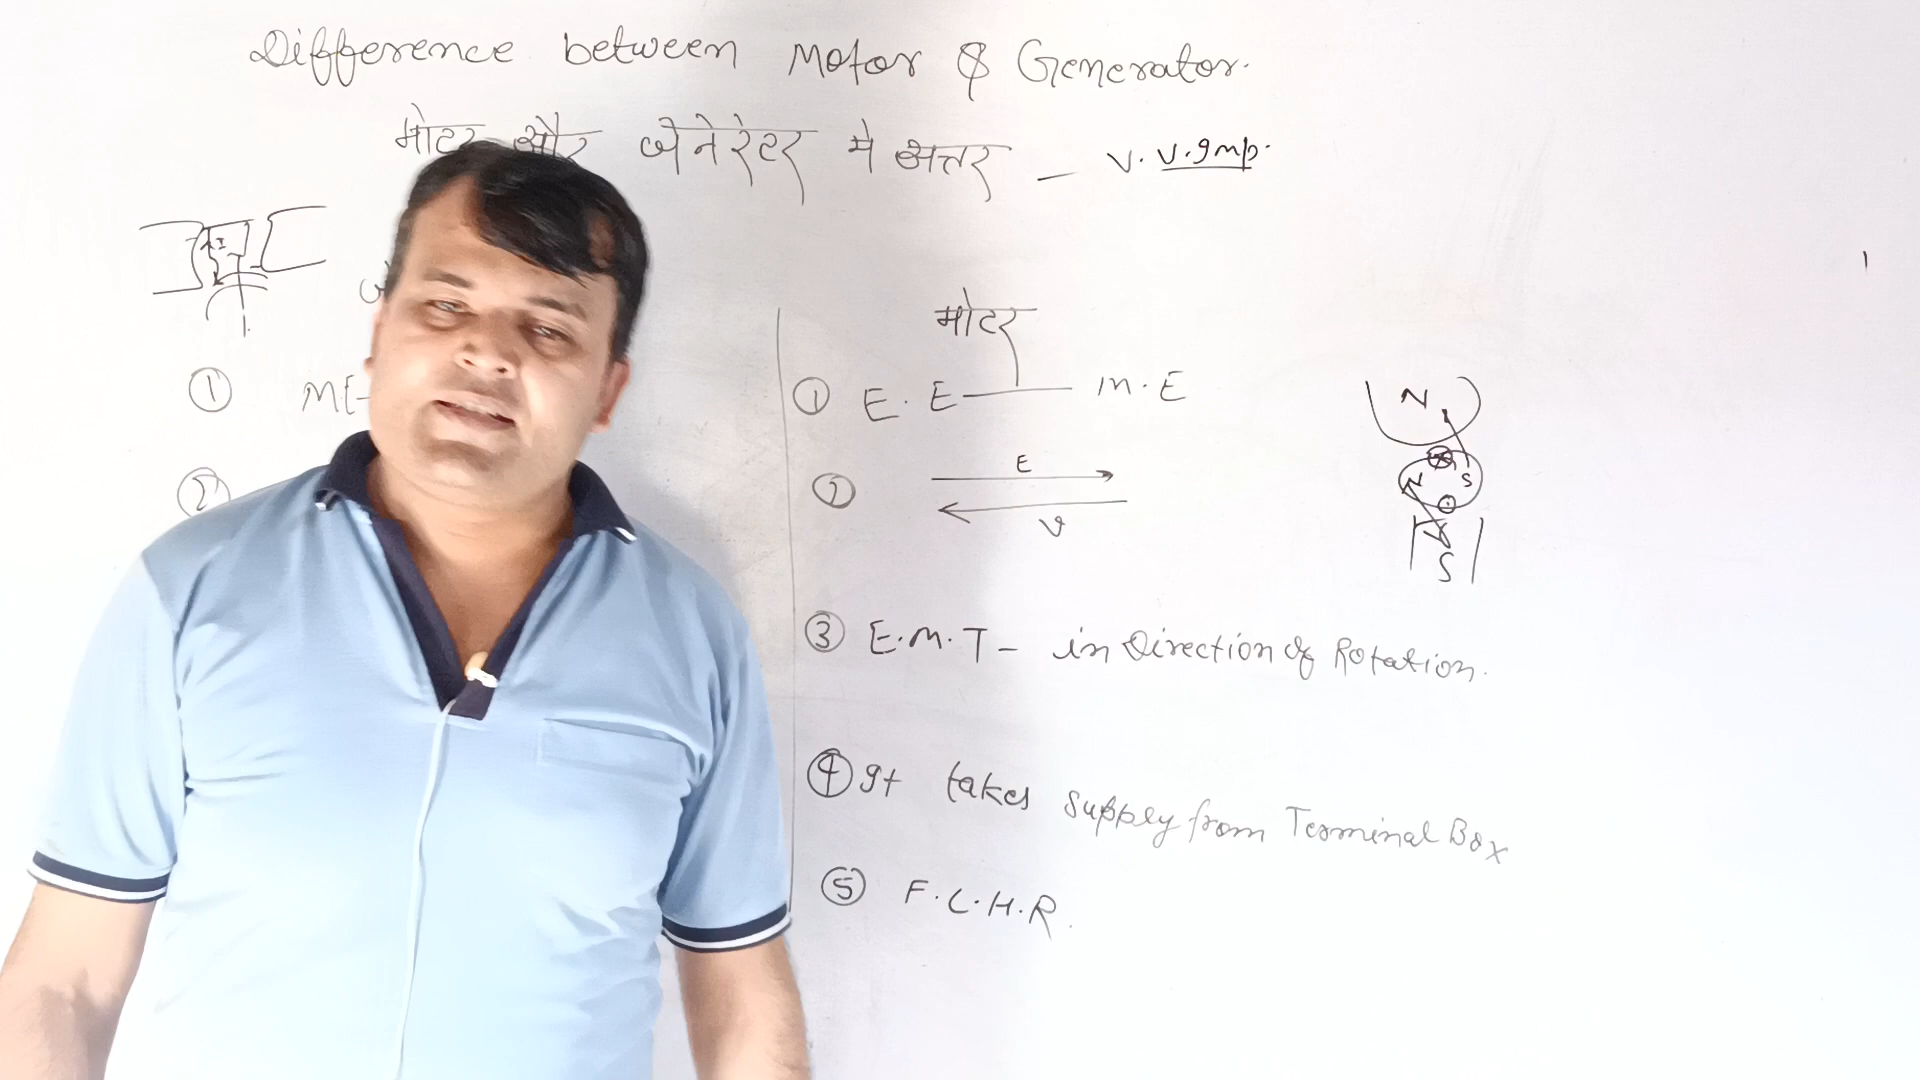 Difference between Motor & Generator.
मोटर और जेनेरेटर मे अन्तर - V. V. Imp.
मोटर
① ME-
②
① E. E — M. E
② E
V
③ E.M.T - in Direction of Rotation.
④ It takes supply from Terminal Box
⑤ F.L.H.R.
N
N S
S
I